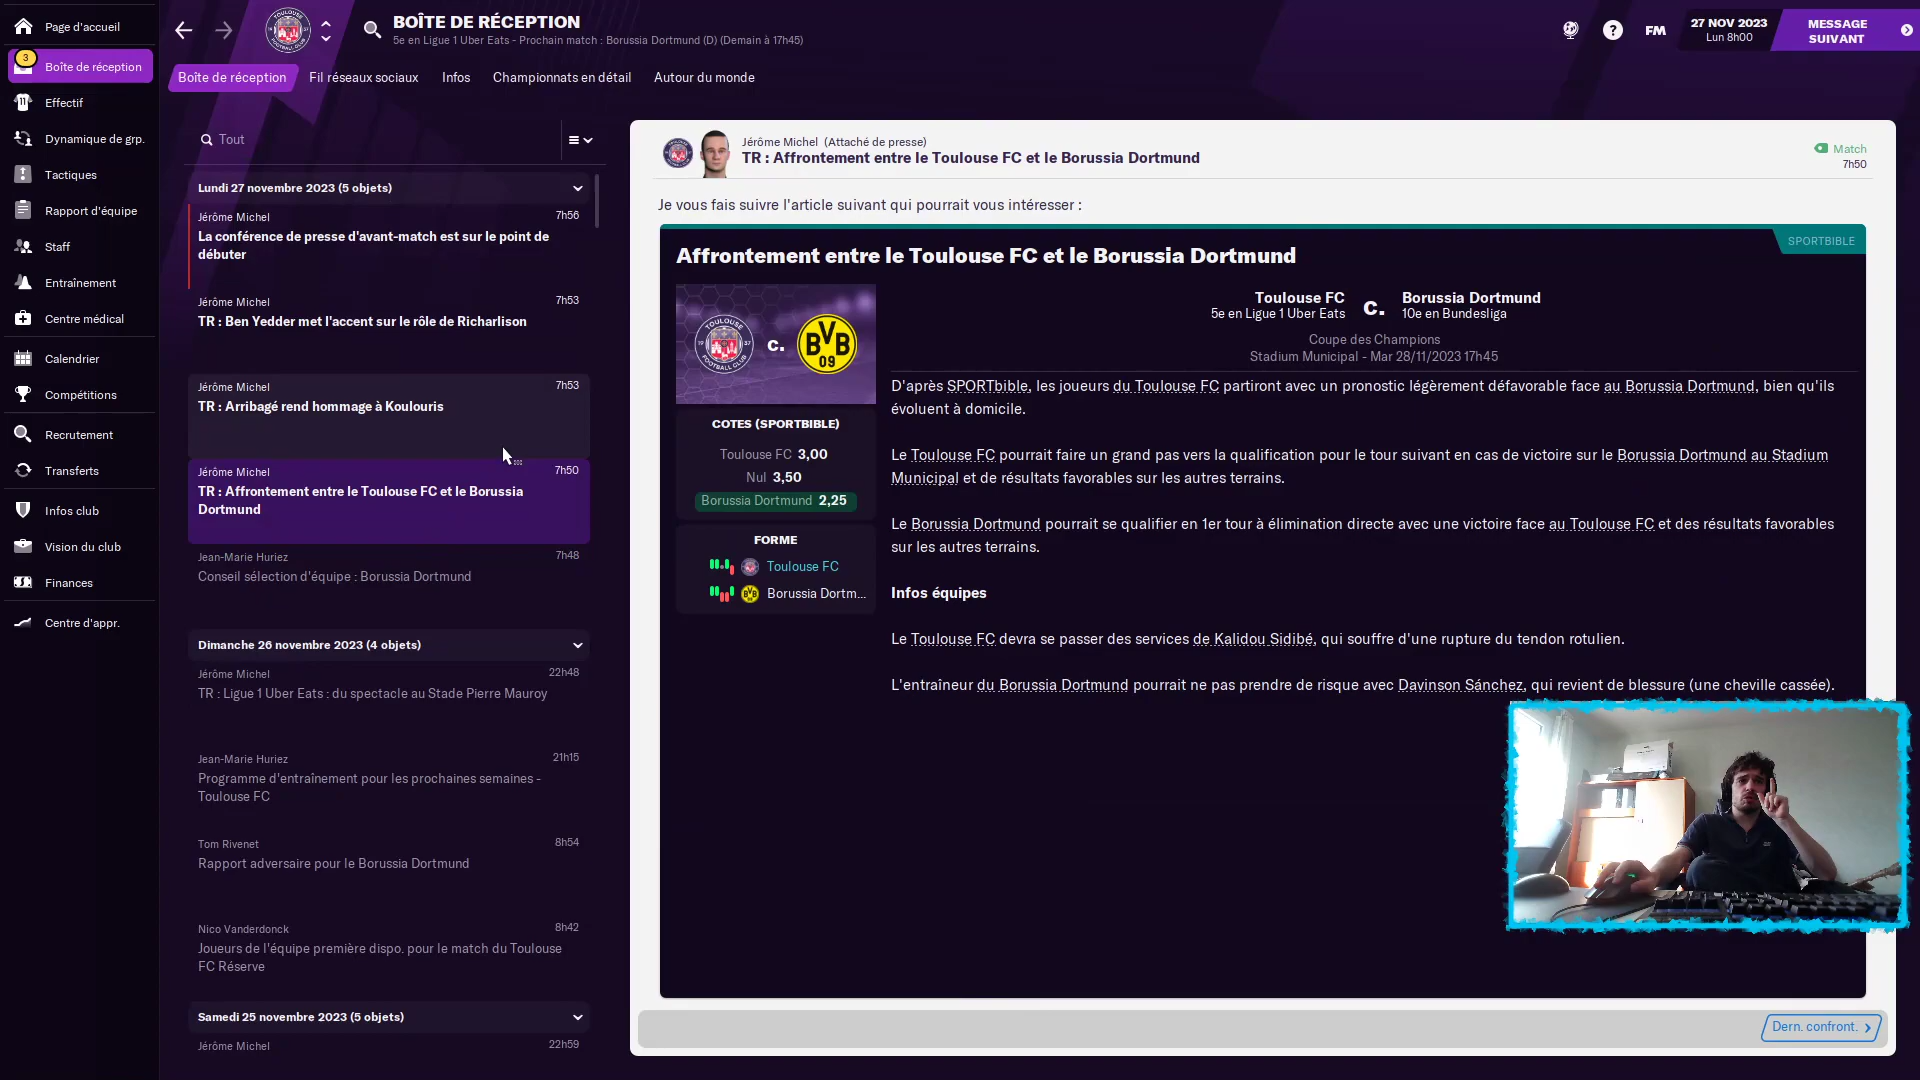 Page d'accueil
3
Boîte de réception
Effectif
Dynamique de grp.
Tactiques
Rapport d'équipe
Staff
Entraînement
Centre médical
Calendrier
Compétitions
Recrutement
Transferts
Infos club
Vision du club
Finances
Centre d'appr.
BOÎTE DE RÉCEPTION
5e en Ligue 1 Uber Eats - Prochain match : Borussia Dortmund (D) (Demain à 17h45)
FM
27 NOV 2023
Lun 8h00
MESSAGE
SUIVANT
Boîte de réception
Fil réseaux sociaux
Infos
Championnats en détail
Autour du monde
Tout
Lundi 27 novembre 2023 (5 objets)
Jérôme Michel 7h56
La conférence de presse d'avant-match est sur le point de
débuter
Jérôme Michel 7h53
TR : Ben Yedder met l'accent sur le rôle de Richarlison
Jérôme Michel 7h53
TR : Arribagé rend hommage à Koulouris
Jérôme Michel 7h50
TR : Affrontement entre le Toulouse FC et le Borussia
Dortmund
Jean-Marie Huriez 7h48
Conseil sélection d'équipe : Borussia Dortmund
Dimanche 26 novembre 2023 (4 objets)
Jérôme Michel 22h48
TR : Ligue 1 Uber Eats : du spectacle au Stade Pierre Mauroy
Jean-Marie Huriez 21h15
Programme d'entraînement pour les prochaines semaines -
Toulouse FC
Tom Rivenet 8h54
Rapport adversaire pour le Borussia Dortmund
Nico Vanderdonck 8h42
Joueurs de l'équipe première dispo. pour le match du Toulouse
FC Réserve
Samedi 25 novembre 2023 (5 objets)
Jérôme Michel 22h59
Jérôme Michel (Attaché de presse)
TR : Affrontement entre le Toulouse FC et le Borussia Dortmund
Match
7h50
Je vous fais suivre l'article suivant qui pourrait vous intéresser :
SPORTBIBLE
Affrontement entre le Toulouse FC et le Borussia Dortmund
TOULOUSE
19 37
FOOTBALL CLUB
c.
BVB
09
Toulouse FC
5e en Ligue 1 Uber Eats
c.
Borussia Dortmund
10e en Bundesliga
Coupe des Champions
Stadium Municipal - Mar 28/11/2023 17h45
COTES (SPORTBIBLE)
Toulouse FC 3,00
Nul 3,50
Borussia Dortmund 2,25
FORME
Toulouse FC
Borussia Dortm...
D'après SPORTbible, les joueurs du Toulouse FC partiront avec un pronostic légèrement défavorable face au Borussia Dortmund, bien qu'ils
évoluent à domicile.
Le Toulouse FC pourrait faire un grand pas vers la qualification pour le tour suivant en cas de victoire sur le Borussia Dortmund au Stadium
Municipal et de résultats favorables sur les autres terrains.
Le Borussia Dortmund pourrait se qualifier en 1er tour à élimination directe avec une victoire face au Toulouse FC et des résultats favorables
sur les autres terrains.
Infos équipes
Le Toulouse FC devra se passer des services de Kalidou Sidibé, qui souffre d'une rupture du tendon rotulien.
L'entraîneur du Borussia Dortmund pourrait ne pas prendre de risque avec Davinson Sánchez, qui revient de blessure (une cheville cassée).
Dern. confront.